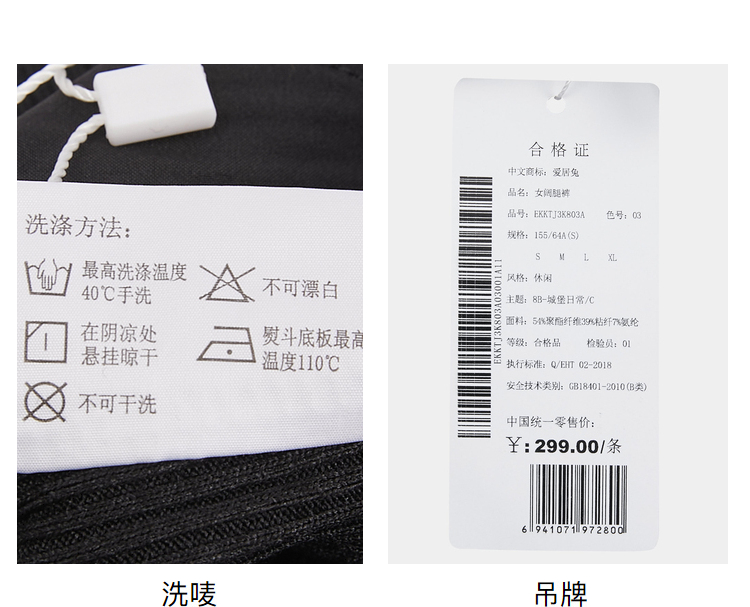 洗涤方法：
最高洗涤温度
40℃手洗
不可漂白
在阴凉处
悬挂晾干
熨斗底板最高
温度110℃
不可干洗
洗唛
合格证
中文商标：爱居兔
品名：女阔腿裤
品号：EKKTJ3K803A 色号：03
规格：155/64A(S)
S M L XL
风格：休闲
主题：8B-城堡日常/C
面料：54%聚酯纤维39%粘纤7%氨纶
等级：合格品 检验员：01
执行标准：Q/EHT 02-2018
安全技术类别：GB18401-2010(B类)
中国统一零售价：
¥:299.00/条
6 941071 972800
EKKTJ3K803A03001A11
吊牌